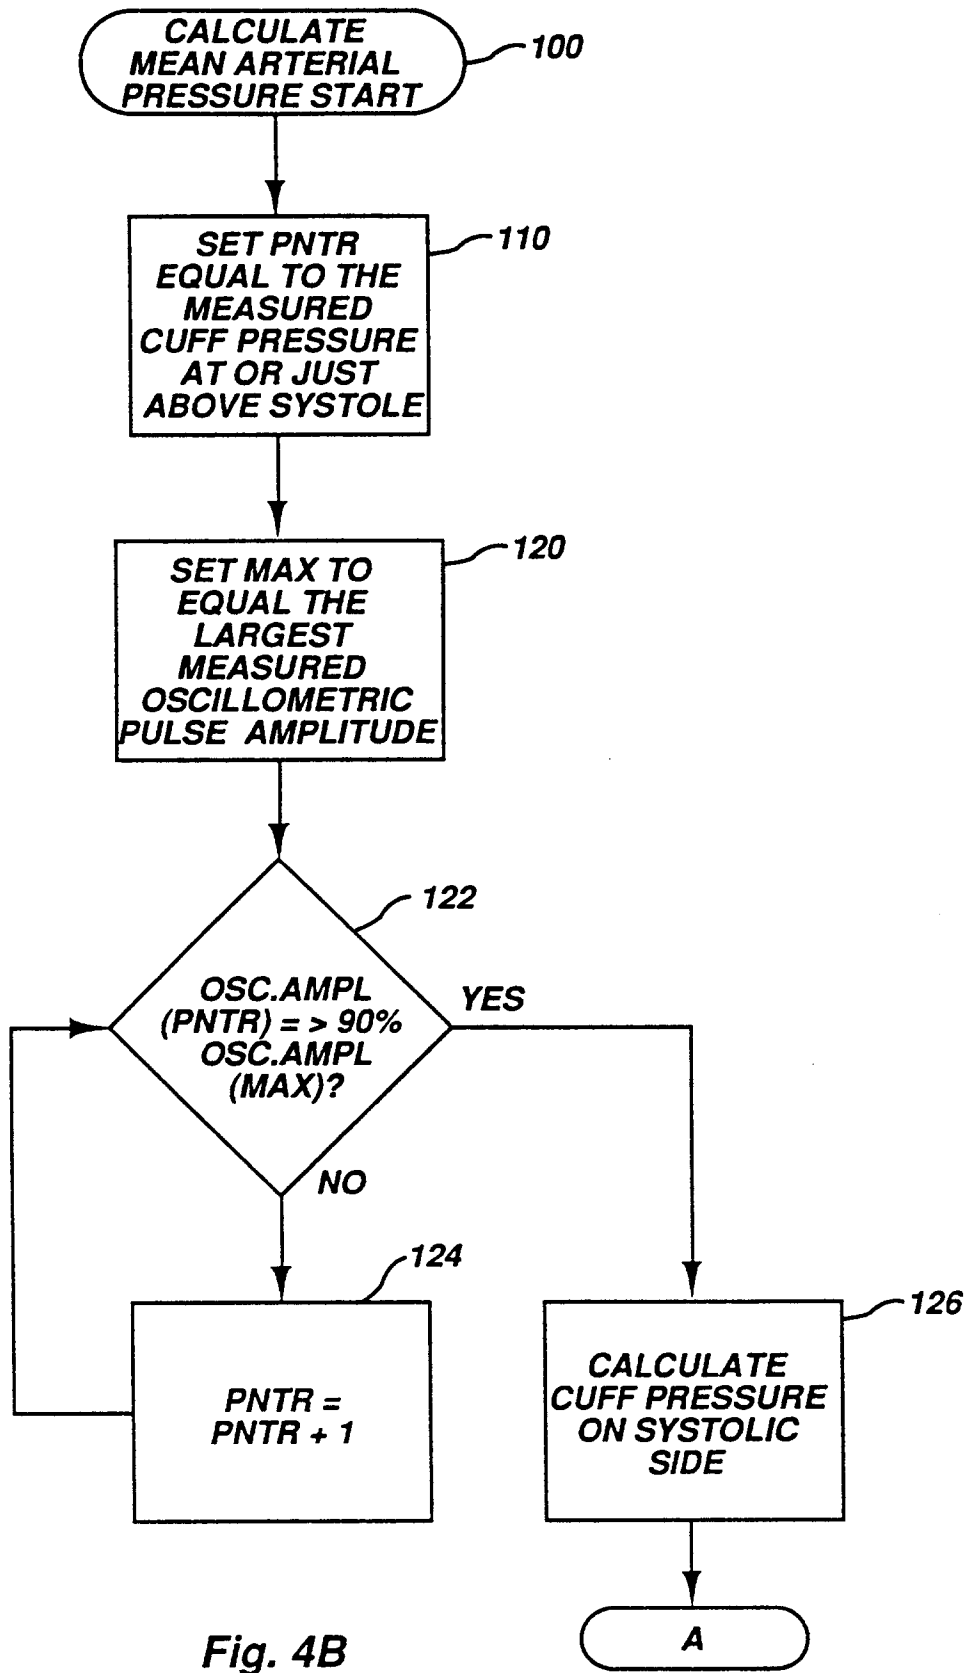 CALCULATE
MEAN ARTERIAL
PRESSURE START
100
SET PNTR
EQUAL TO THE
MEASURED
CUFF PRESSURE
AT OR JUST
ABOVE SYSTOLE
110
SET MAX TO
EQUAL THE
LARGEST
MEASURED
OSCILLOMETRIC
PULSE AMPLITUDE
120
122
OSC.AMPL
(PNTR) = > 90%
OSC.AMPL
(MAX)?
YES
NO
124
PNTR =
PNTR + 1
126
CALCULATE
CUFF PRESSURE
ON SYSTOLIC
SIDE
A
Fig. 4B